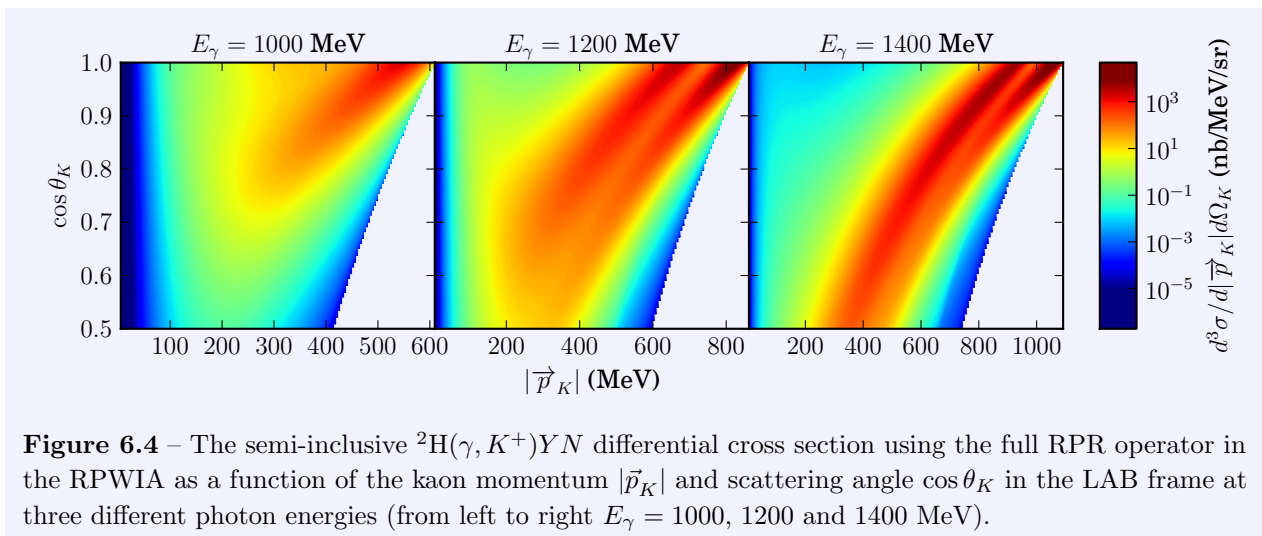 E_γ = 1000 MeV
E_γ = 1200 MeV
E_γ = 1400 MeV
cos θ_K
1.0
0.9
0.8
0.7
0.6
0.5
100 200 300 400 500 600
200 400 600 800
200 400 600 800 1000
|p⃗_K| (MeV)
10³
10¹
10⁻¹
10⁻³
10⁻⁵
d³σ/d|p⃗_K|dΩ_K (nb/MeV/sr)
Figure 6.4 – The semi-inclusive ²H(γ, K⁺)YN differential cross section using the full RPR operator in
the RPWIA as a function of the kaon momentum |p⃗_K| and scattering angle cos θ_K in the LAB frame at
three different photon energies (from left to right E_γ = 1000, 1200 and 1400 MeV).